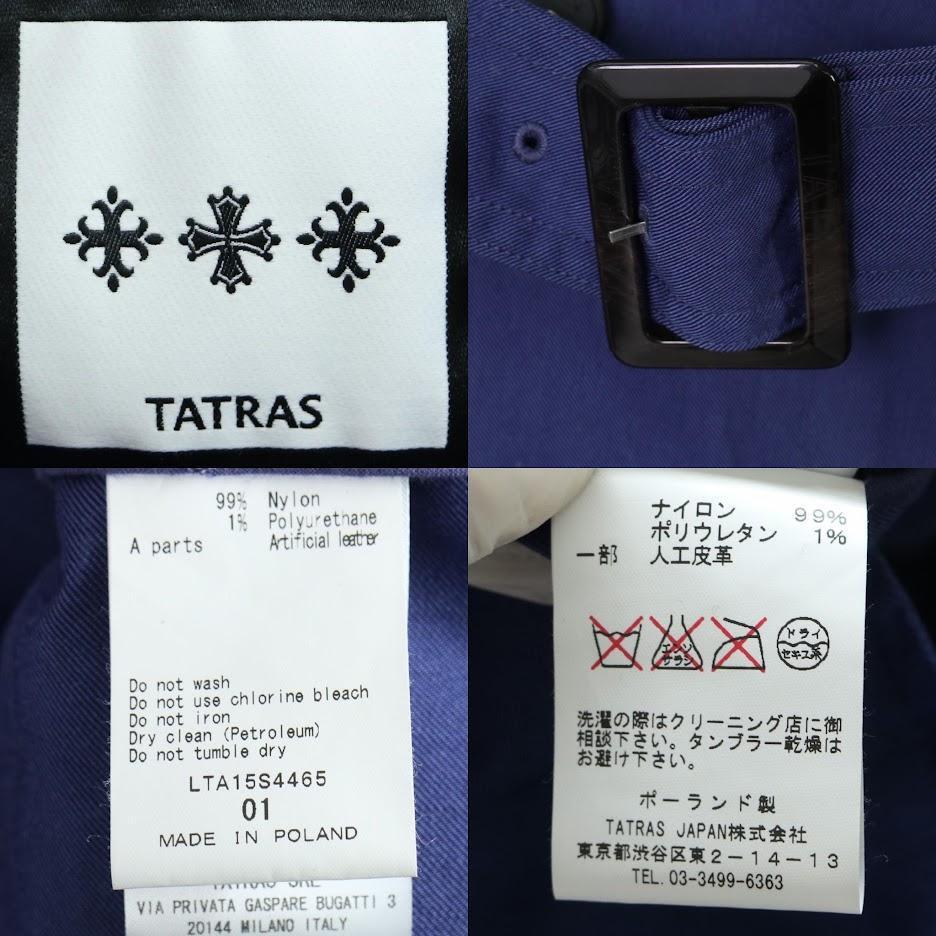 TATRAS
99% Nylon
1% Polyurethane
A parts Artificial leather
Do not wash
Do not use chlorine bleach
Do not iron
Dry clean (Petroleum)
Do not tumble dry
LTA15S4465
01
MADE IN POLAND
TATRAS SRL
VIA PRIVATA GASPARE BUGATTI 3
20144 MILANO ITALY
ナイロン 99%
ポリウレタン 1%
一部 人工皮革
エンソ
サラシ
ドライ
セキユ系
洗濯の際はクリーニング店に御
相談下さい。タンブラー乾燥は
お避け下さい。
ポーランド製
TATRAS JAPAN株式会社
東京都渋谷区東2-14-13
TEL.03-3499-6363